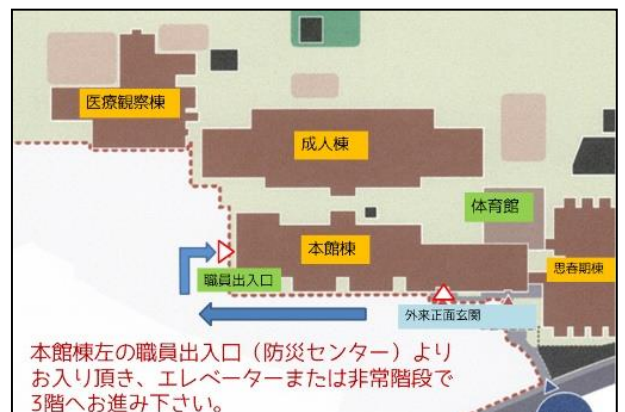 医療観察棟
成人棟
体育館
本館棟
思春期棟
職員出入口
外来正面玄関
本館棟左の職員出入口（防災センター）より
お入り頂き、エレベーターまたは非常階段で
3階へお進み下さい。